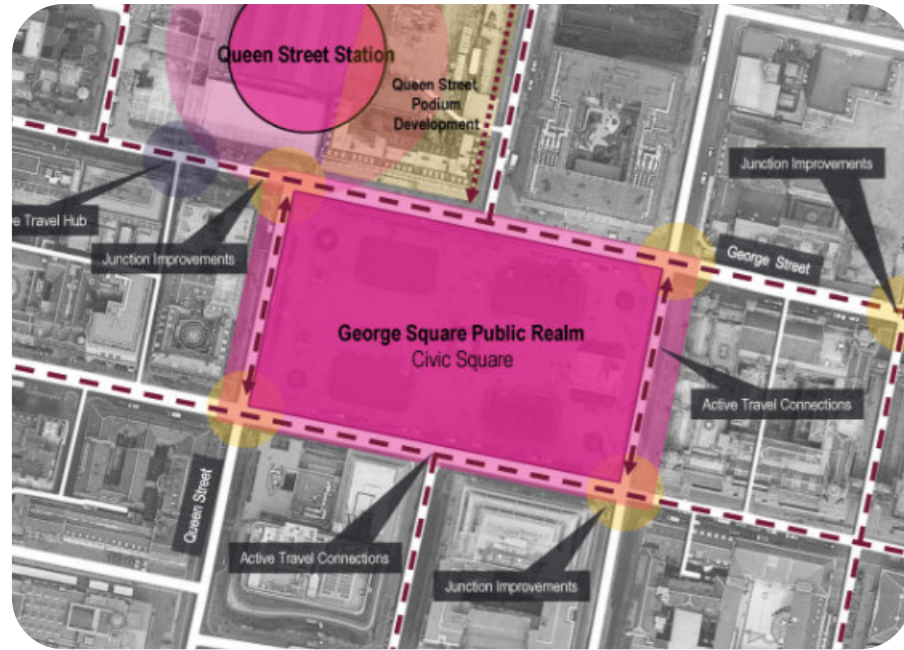 Queen Street Station
Queen Street
Podium
Development
Junction Improvements
e Travel Hub
Junction Improvements
George Street
George Square Public Realm
Civic Square
Active Travel Connections
Queen Street
Active Travel Connections
Junction Improvements